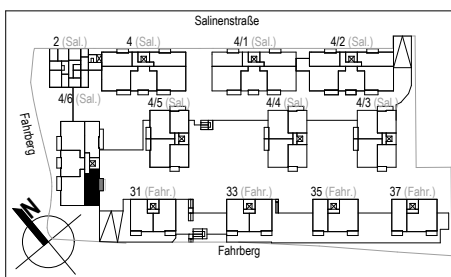 Salinenstraße
2 (Sal.) 4 (Sal.) 4/1 (Sal.) 4/2 (Sal.)
4/6 (Sal.) 4/5 (Sal.) 4/4 (Sal.) 4/3 (Sal.)
Fahrberg
31 (Fahr.) 33 (Fahr.) 35 (Fahr.) 37 (Fahr.)
N
Fahrberg